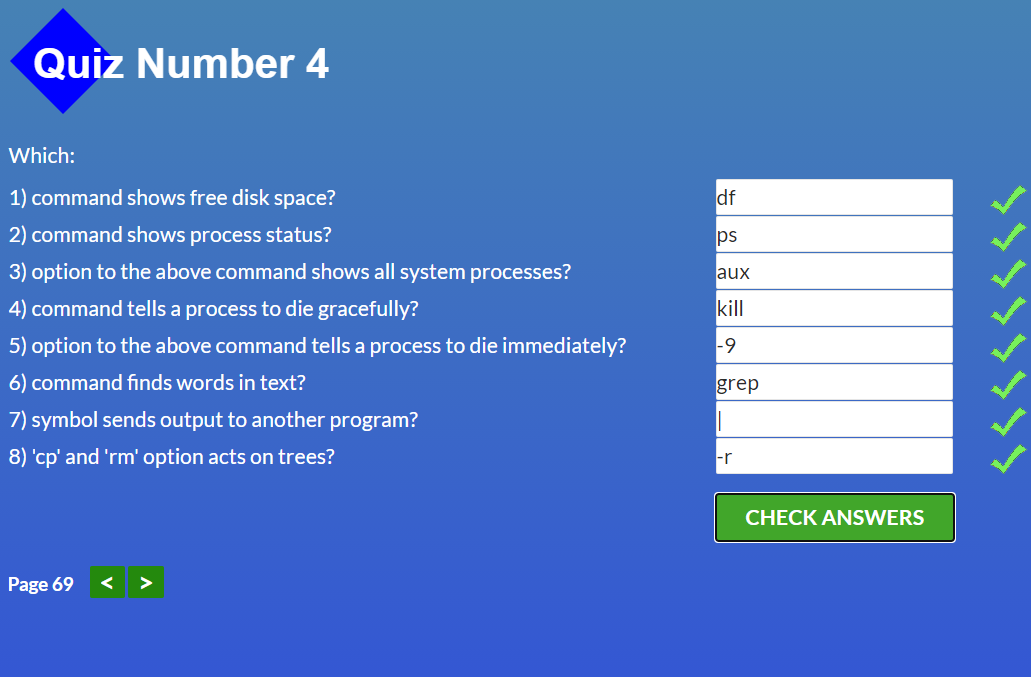 Quiz Number 4
Which:
1) command shows free disk space? df
2) command shows process status? ps
3) option to the above command shows all system processes? aux
4) command tells a process to die gracefully? kill
5) option to the above command tells a process to die immediately? -9
6) command finds words in text? grep
7) symbol sends output to another program? |
8) 'cp' and 'rm' option acts on trees? -r
CHECK ANSWERS
Page 69 < >